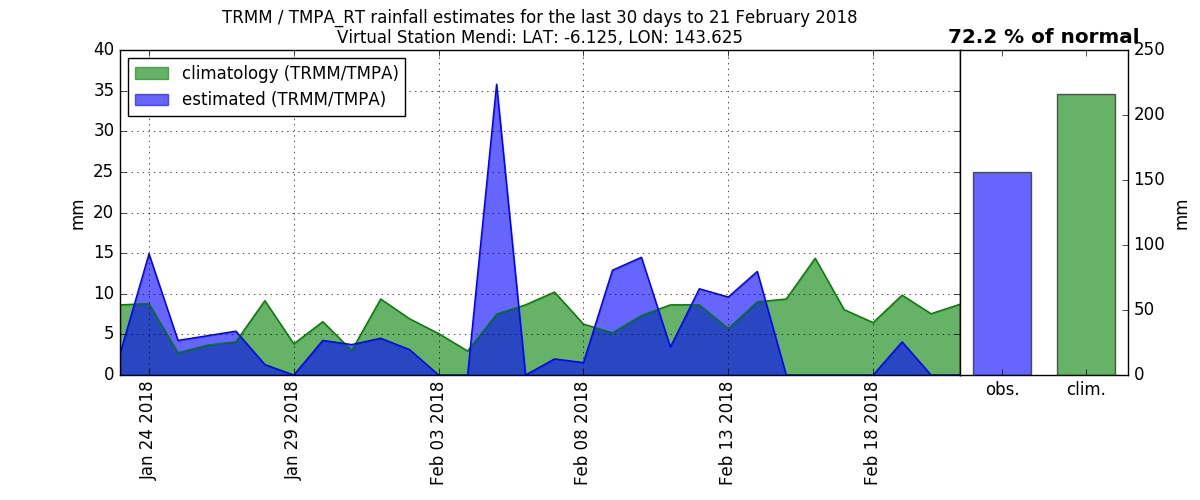 TRMM / TMPA_RT rainfall estimates for the last 30 days to 21 February 2018
Virtual Station Mendi: LAT: -6.125, LON: 143.625
72.2 % of normal
climatology (TRMM/TMPA)
estimated (TRMM/TMPA)
40
35
30
25
20
15
10
5
0
mm
Jan 24 2018
Jan 29 2018
Feb 03 2018
Feb 08 2018
Feb 13 2018
Feb 18 2018
250
200
150
100
50
0
mm
obs.
clim.